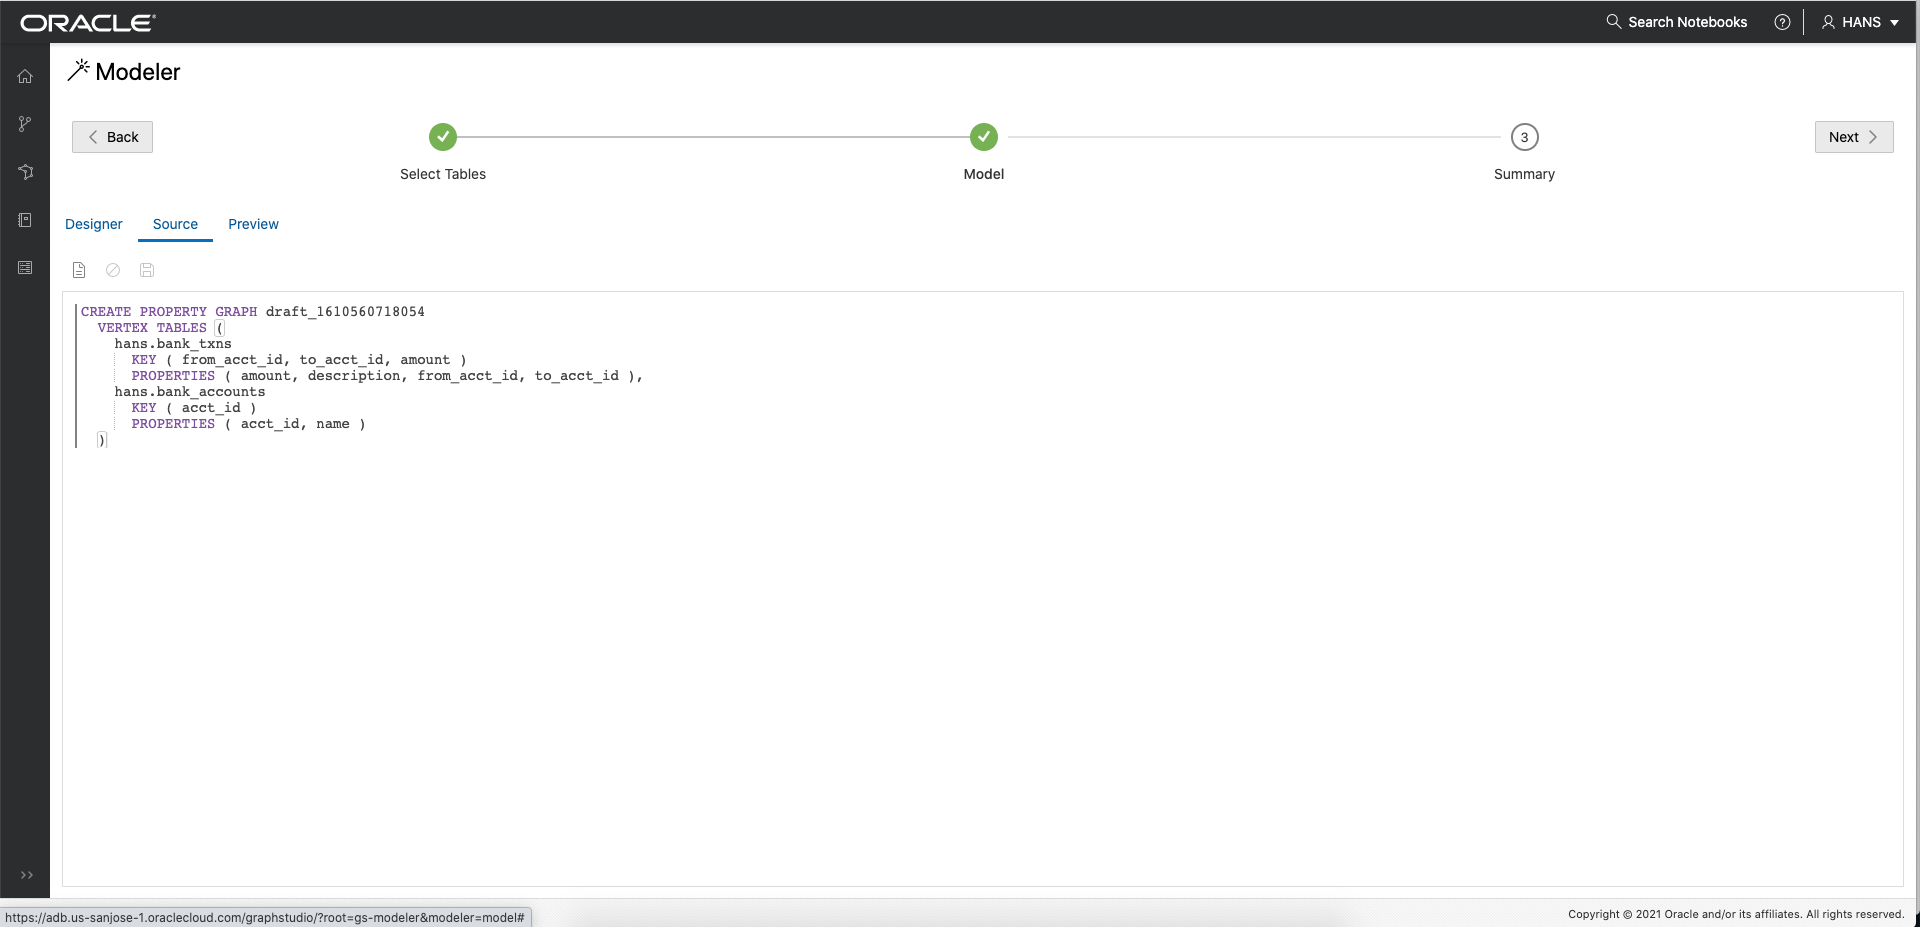 ORACLE
Search Notebooks
HANS
Modeler
Back
3
Next
Select Tables
Model
Summary
Designer
Source
Preview
CREATE PROPERTY GRAPH draft_1610560718054
VERTEX TABLES (
hans.bank_txns
KEY ( from_acct_id, to_acct_id, amount )
PROPERTIES ( amount, description, from_acct_id, to_acct_id ),
hans.bank_accounts
KEY ( acct_id )
PROPERTIES ( acct_id, name )
)
https://adb.us-sanjose-1.oraclecloud.com/graphstudio/?root=gs-modeler&modeler=model#
Copyright © 2021 Oracle and/or its affiliates. All rights reserved.